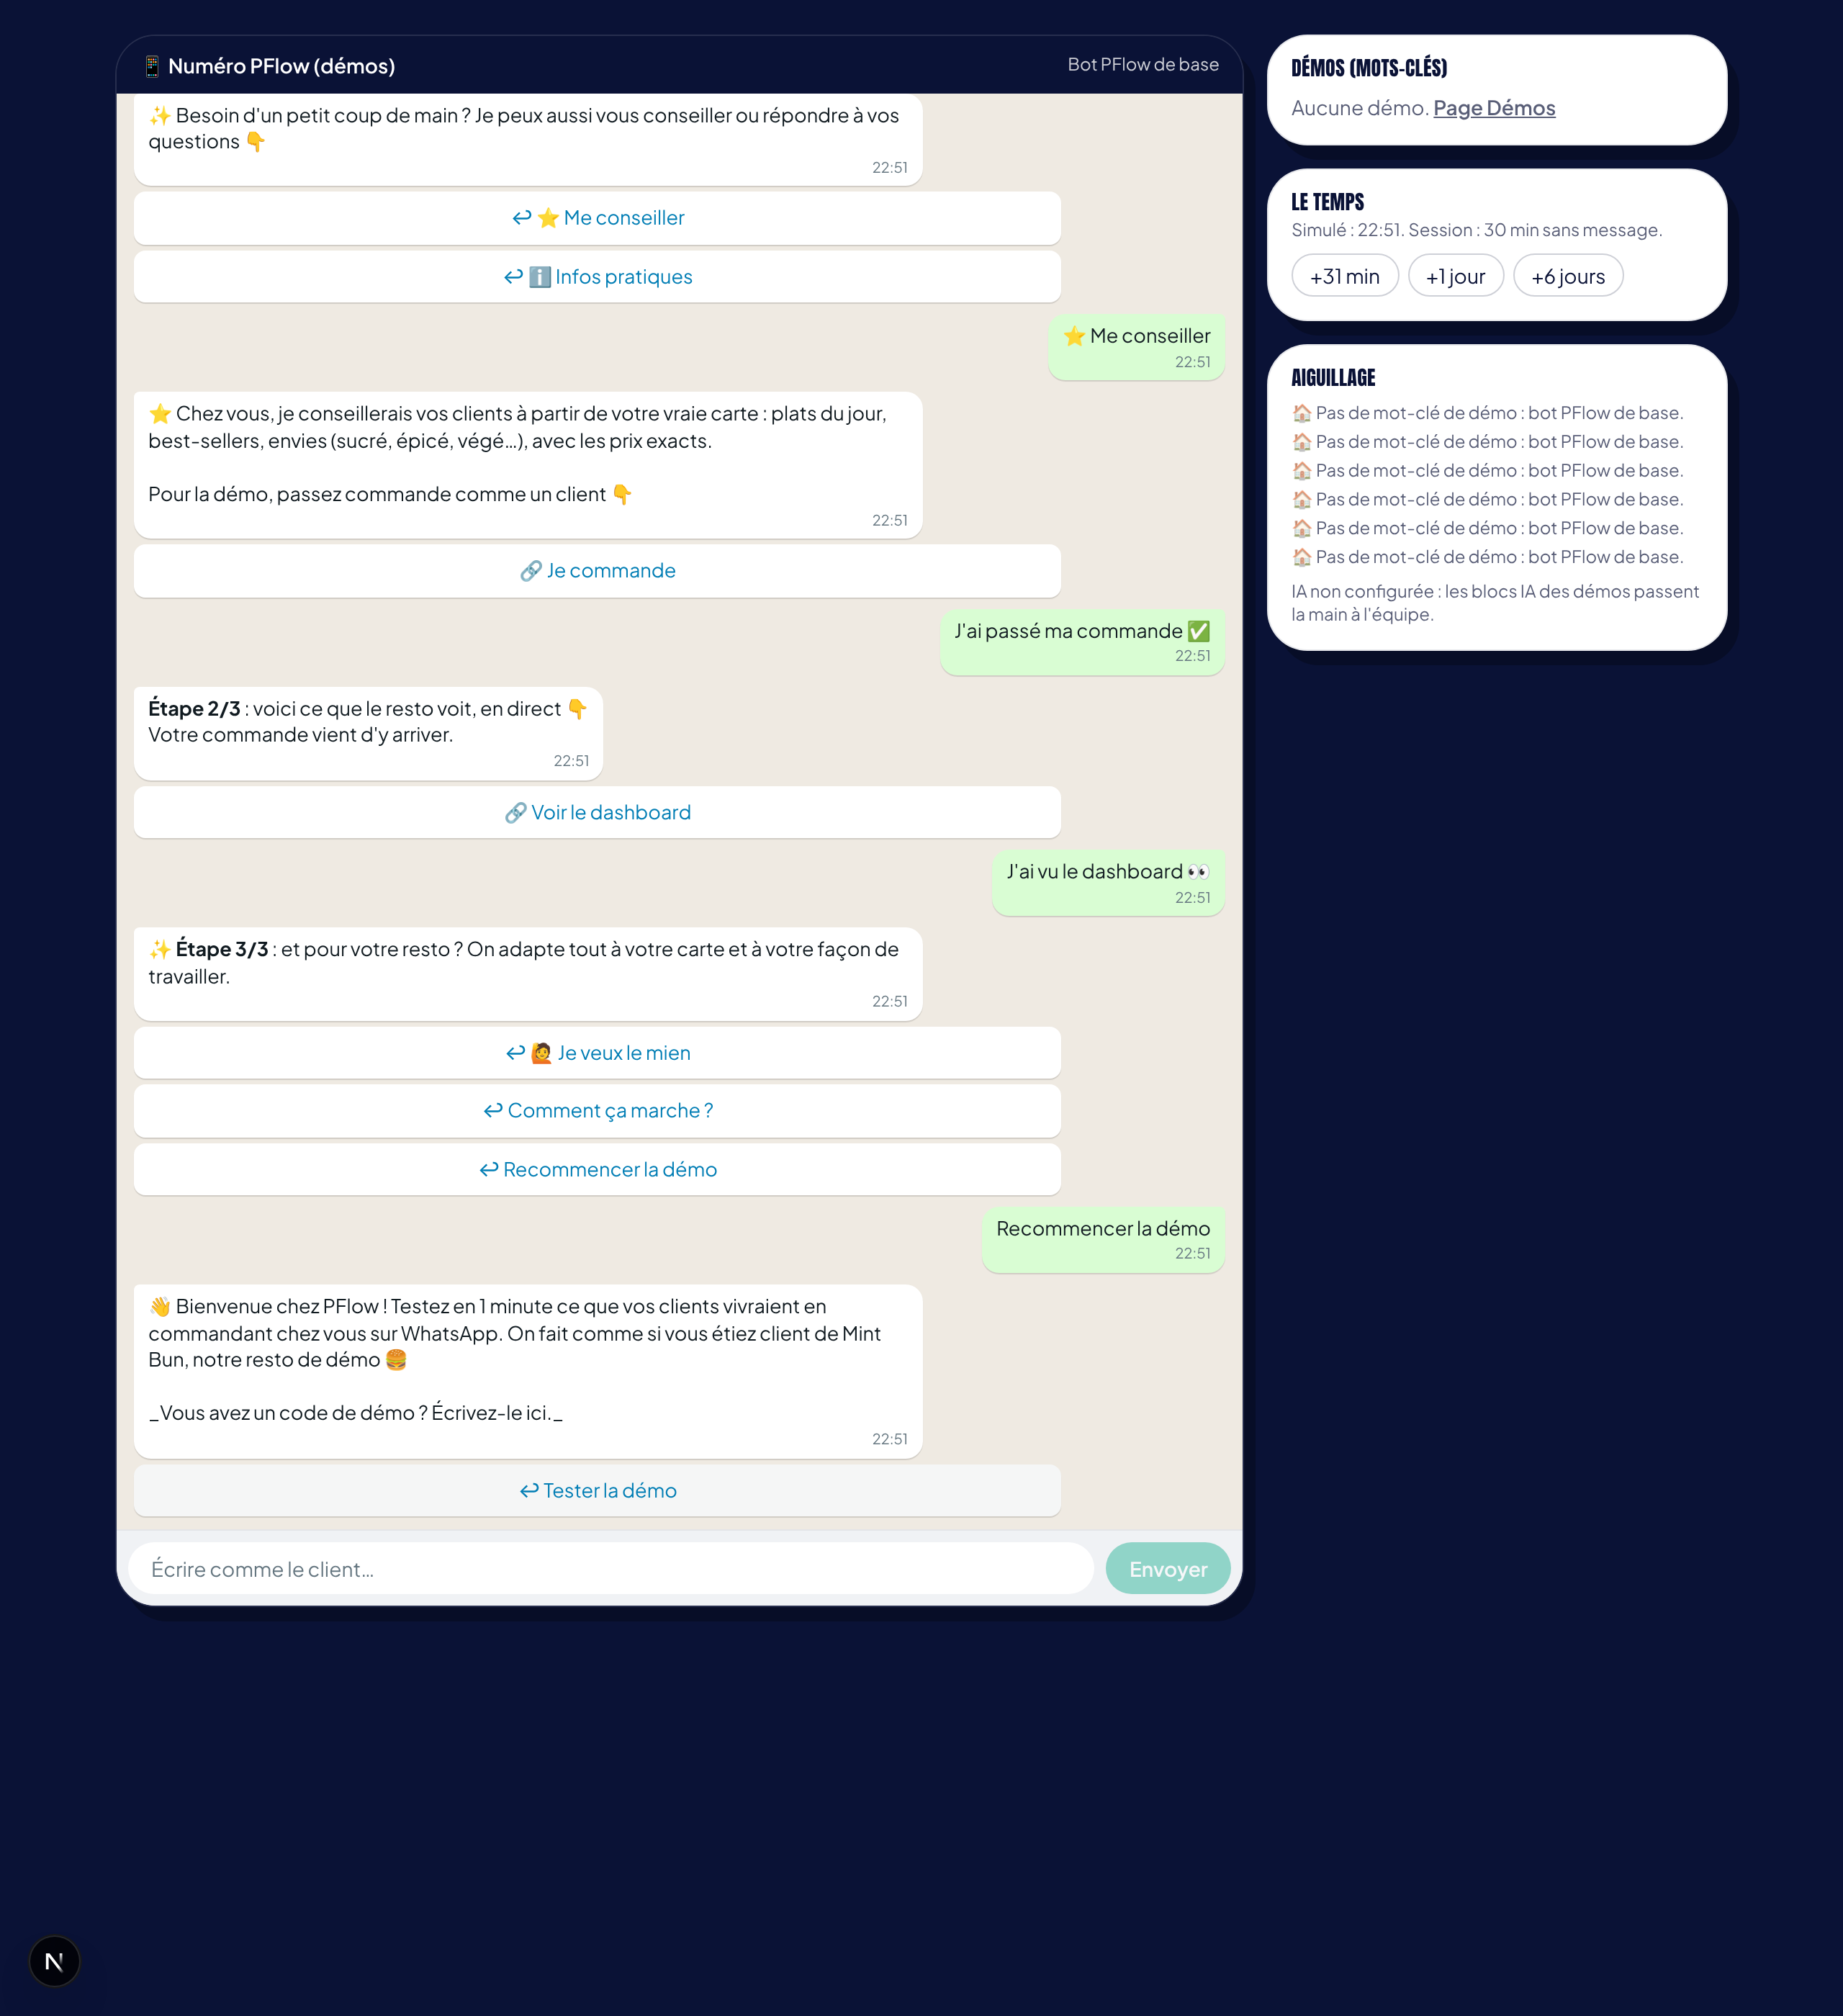 📱 Numéro PFlow (démos)
Bot PFlow de base
✨ Besoin d'un petit coup de main ? Je peux aussi vous conseiller ou répondre à vos
questions 👇
22:51
↩ ⭐ Me conseiller
↩ ℹ️ Infos pratiques
⭐ Me conseiller
22:51
⭐ Chez vous, je conseillerais vos clients à partir de votre vraie carte : plats du jour,
best-sellers, envies (sucré, épicé, végé…), avec les prix exacts.
Pour la démo, passez commande comme un client 👇
22:51
🔗 Je commande
J'ai passé ma commande ✅
22:51
Étape 2/3 : voici ce que le resto voit, en direct 👇
Votre commande vient d'y arriver.
22:51
🔗 Voir le dashboard
J'ai vu le dashboard 👀
22:51
✨ Étape 3/3 : et pour votre resto ? On adapte tout à votre carte et à votre façon de
travailler.
22:51
↩ 🙋 Je veux le mien
↩ Comment ça marche ?
↩ Recommencer la démo
Recommencer la démo
22:51
👋 Bienvenue chez PFlow ! Testez en 1 minute ce que vos clients vivraient en
commandant chez vous sur WhatsApp. On fait comme si vous étiez client de Mint
Bun, notre resto de démo 🍔
_Vous avez un code de démo ? Écrivez-le ici._
22:51
↩ Tester la démo
Écrire comme le client…
Envoyer
DÉMOS (MOTS-CLÉS)
Aucune démo. Page Démos
LE TEMPS
Simulé : 22:51. Session : 30 min sans message.
+31 min
+1 jour
+6 jours
AIGUILLAGE
🏠 Pas de mot-clé de démo : bot PFlow de base.
🏠 Pas de mot-clé de démo : bot PFlow de base.
🏠 Pas de mot-clé de démo : bot PFlow de base.
🏠 Pas de mot-clé de démo : bot PFlow de base.
🏠 Pas de mot-clé de démo : bot PFlow de base.
🏠 Pas de mot-clé de démo : bot PFlow de base.
IA non configurée : les blocs IA des démos passent
la main à l'équipe.
N